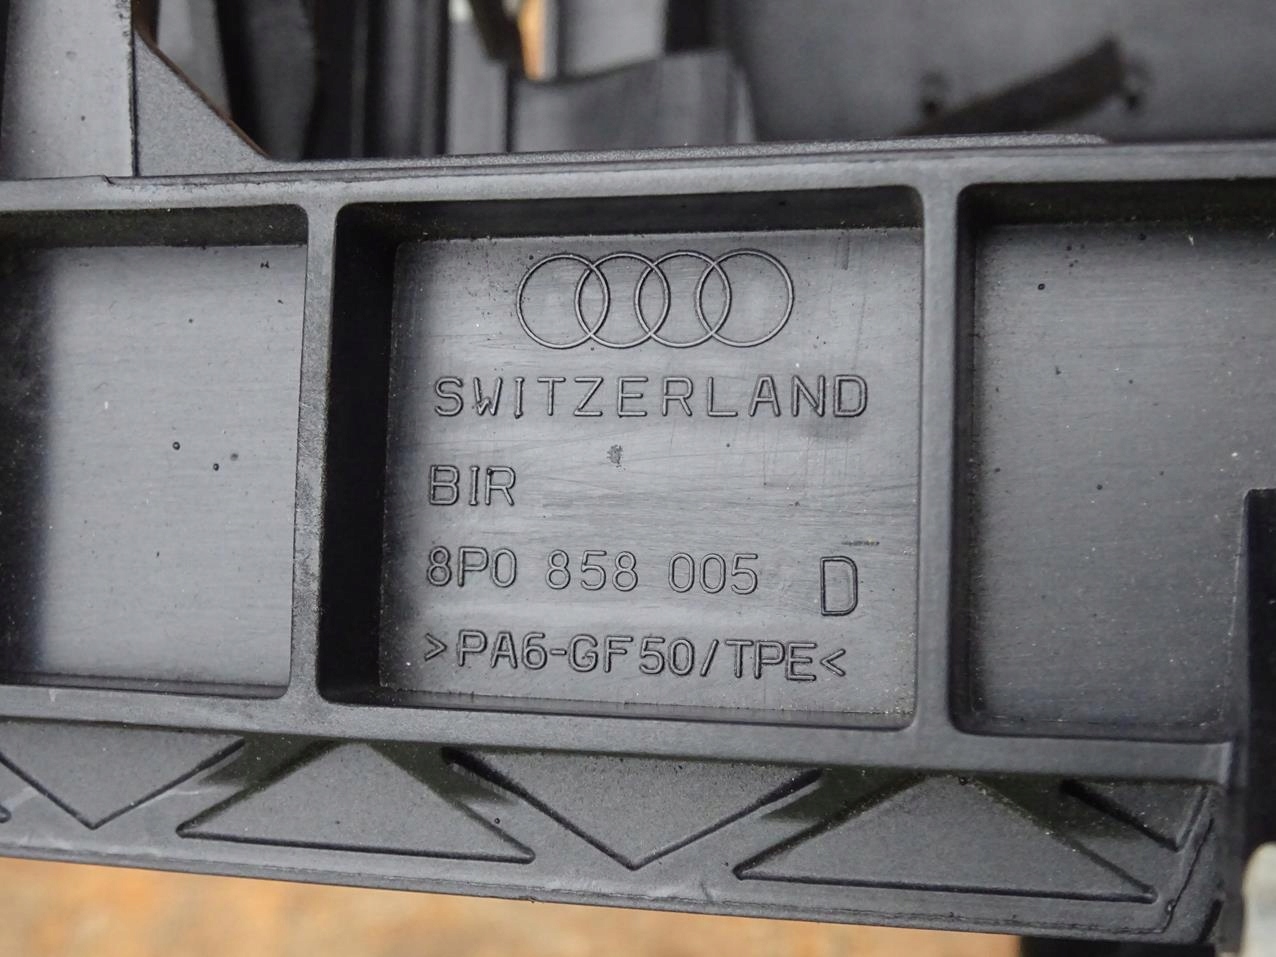 SWITZERLAND
BIR
8P0 858 005 D
>PA6-GF50/TPE<